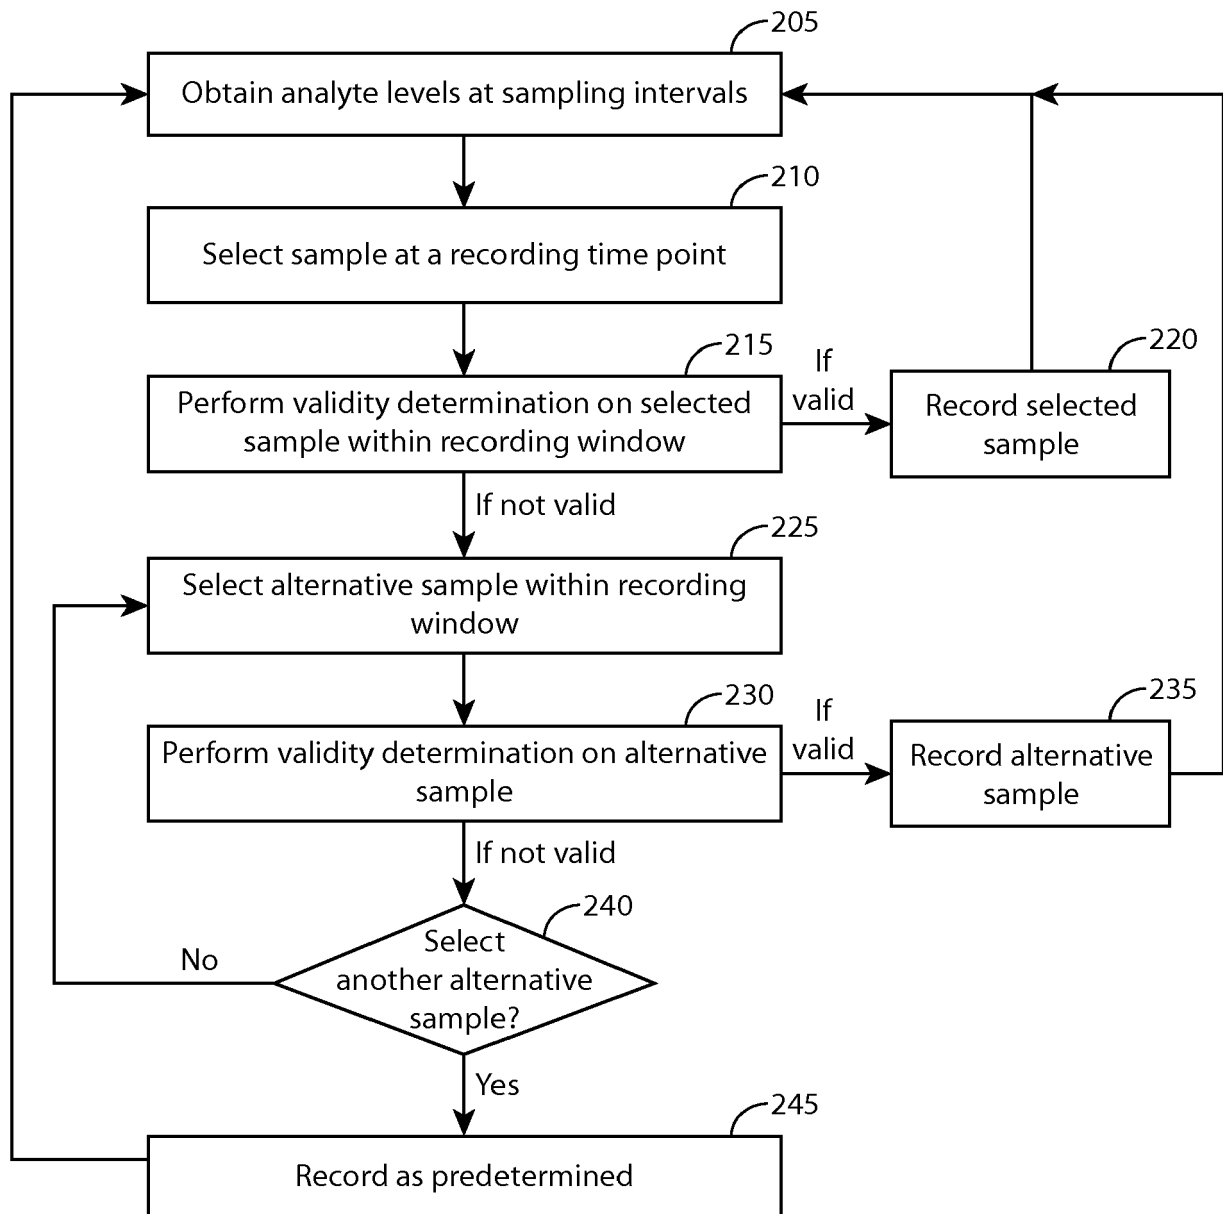 205
Obtain analyte levels at sampling intervals
210
Select sample at a recording time point
215
Perform validity determination on selected
sample within recording window
If
valid
220
Record selected
sample
If not valid
225
Select alternative sample within recording
window
230
Perform validity determination on alternative
sample
If
valid
235
Record alternative
sample
If not valid
240
Select
another alternative
sample?
No
Yes
245
Record as predetermined